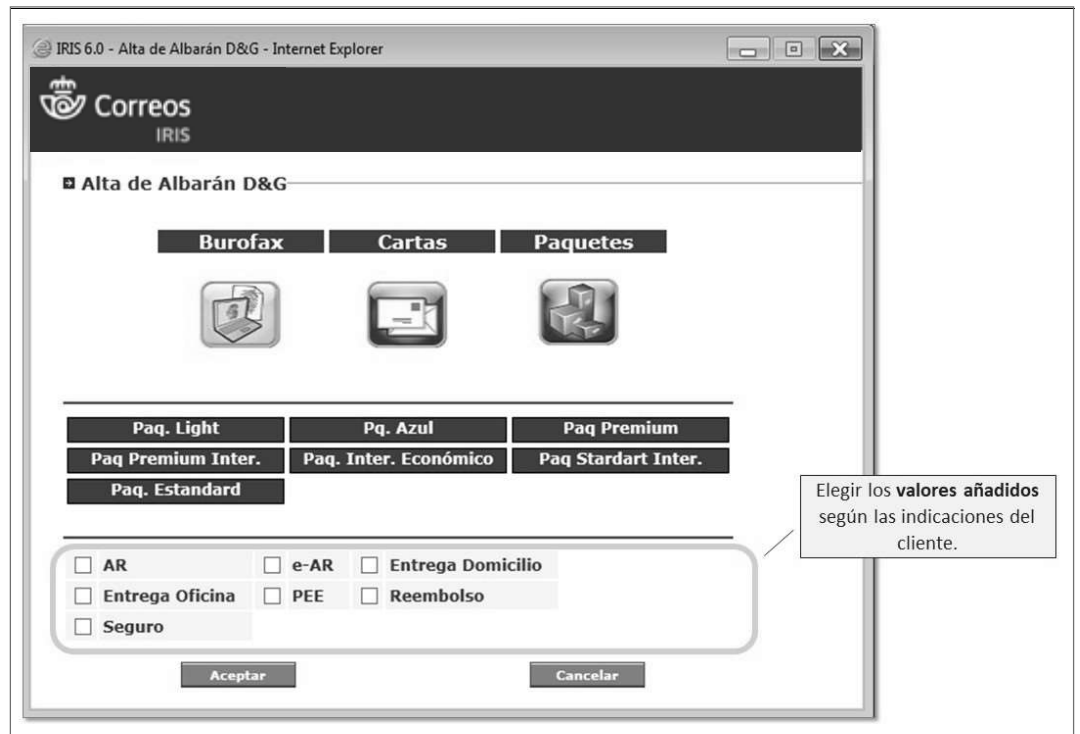 IRIS 6.0 - Alta de Albarán D&G - Internet Explorer
Correos
IRIS
Alta de Albarán D&G
Burofax Cartas Paquetes
Paq. Light Pq. Azul Paq Premium
Paq Premium Inter. Paq. Inter. Económico Paq Stardart Inter.
Paq. Estandard
Elegir los valores añadidos
según las indicaciones del
cliente.
AR e-AR Entrega Domicilio
Entrega Oficina PEE Reembolso
Seguro
Aceptar Cancelar